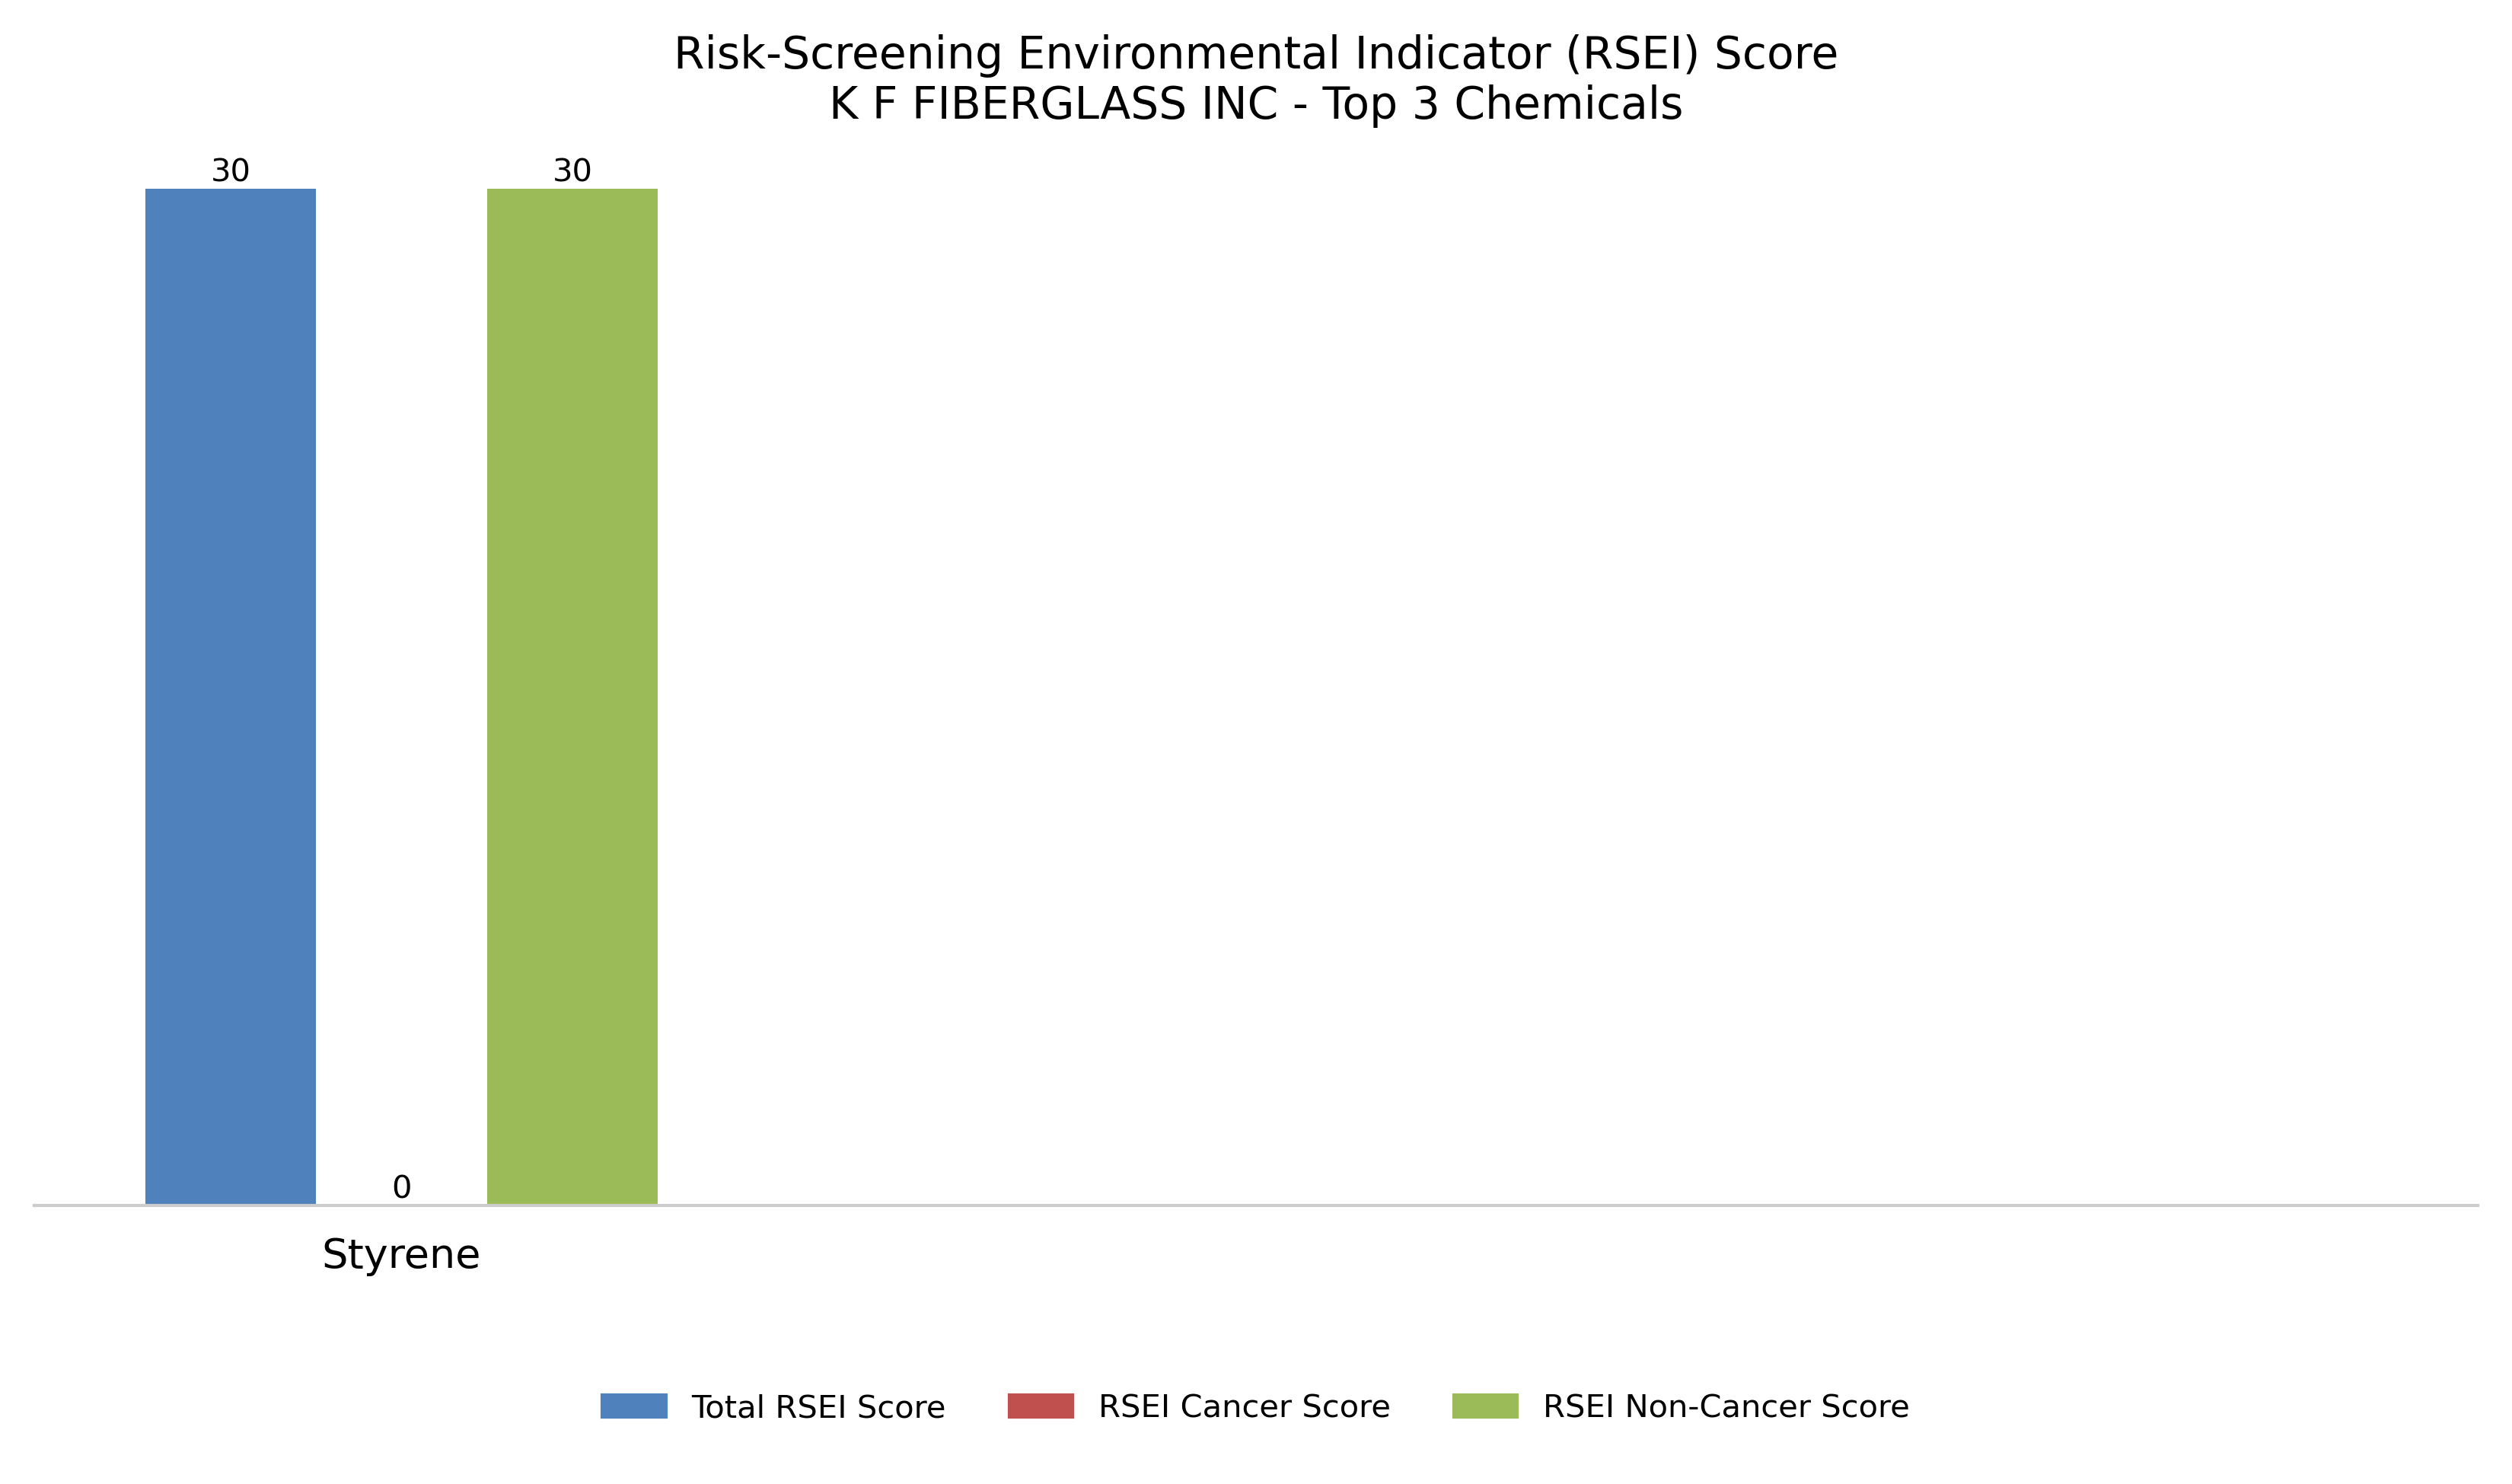 Risk-Screening Environmental Indicator (RSEI) Score
K F FIBERGLASS INC - Top 3 Chemicals
30
30
0
Styrene
Total RSEI Score
RSEI Cancer Score
RSEI Non-Cancer Score